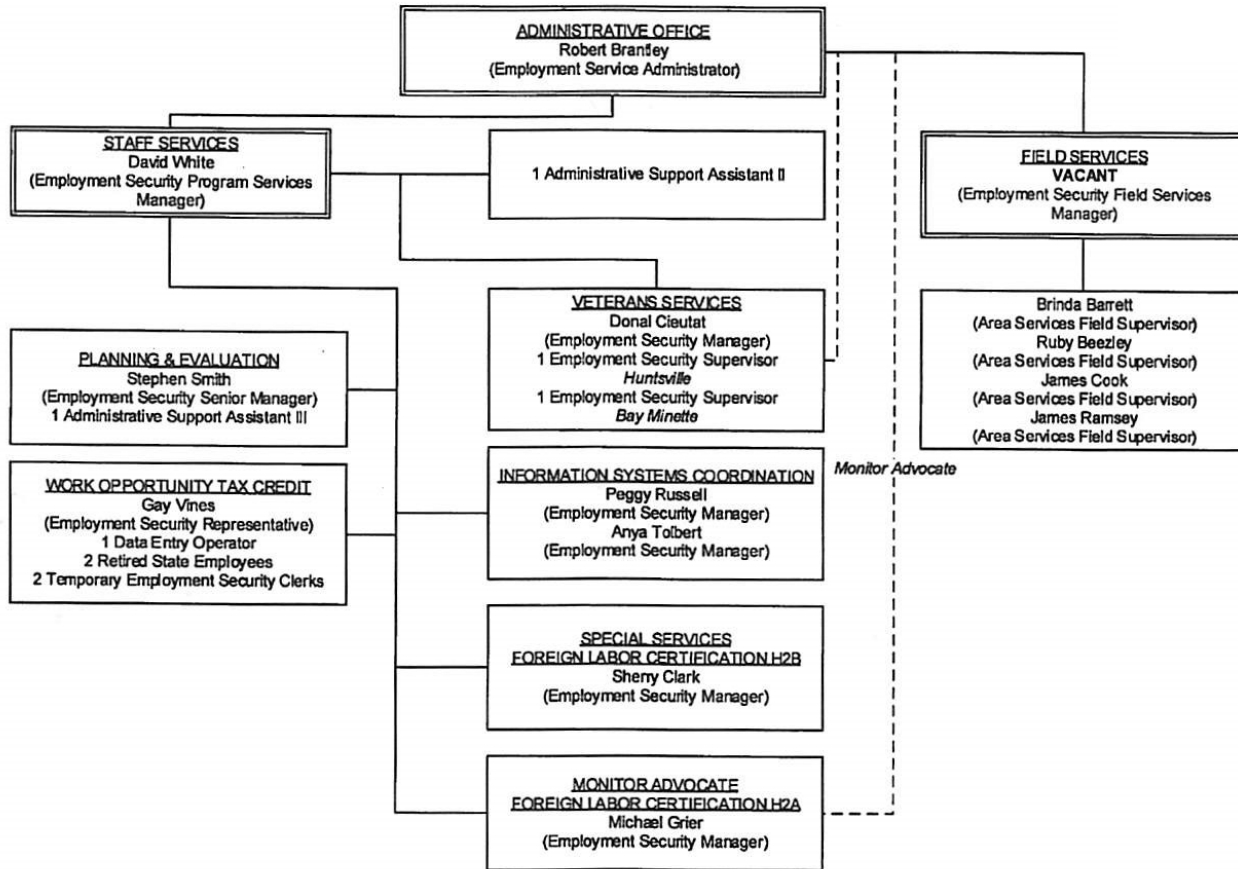 ADMINISTRATIVE OFFICE
Robert Brantley
(Employment Service Administrator)
STAFF SERVICES
David White
(Employment Security Program Services
Manager)
1 Administrative Support Assistant II
FIELD SERVICES
VACANT
(Employment Security Field Services
Manager)
VETERANS SERVICES
Donal Cieutat
(Employment Security Manager)
1 Employment Security Supervisor
Huntsville
1 Employment Security Supervisor
Bay Minette
Brinda Barrett
(Area Services Field Supervisor)
Ruby Beezley
(Area Services Field Supervisor)
James Cook
(Area Services Field Supervisor)
James Ramsey
(Area Services Field Supervisor)
PLANNING & EVALUATION
Stephen Smith
(Employment Security Senior Manager)
1 Administrative Support Assistant III
WORK OPPORTUNITY TAX CREDIT
Gay Vines
(Employment Security Representative)
1 Data Entry Operator
2 Retired State Employees
2 Temporary Employment Security Clerks
INFORMATION SYSTEMS COORDINATION
Peggy Russell
(Employment Security Manager)
Anya Tolbert
(Employment Security Manager)
Monitor Advocate
SPECIAL SERVICES
FOREIGN LABOR CERTIFICATION H2B
Sherry Clark
(Employment Security Manager)
MONITOR ADVOCATE
FOREIGN LABOR CERTIFICATION H2A
Michael Grier
(Employment Security Manager)